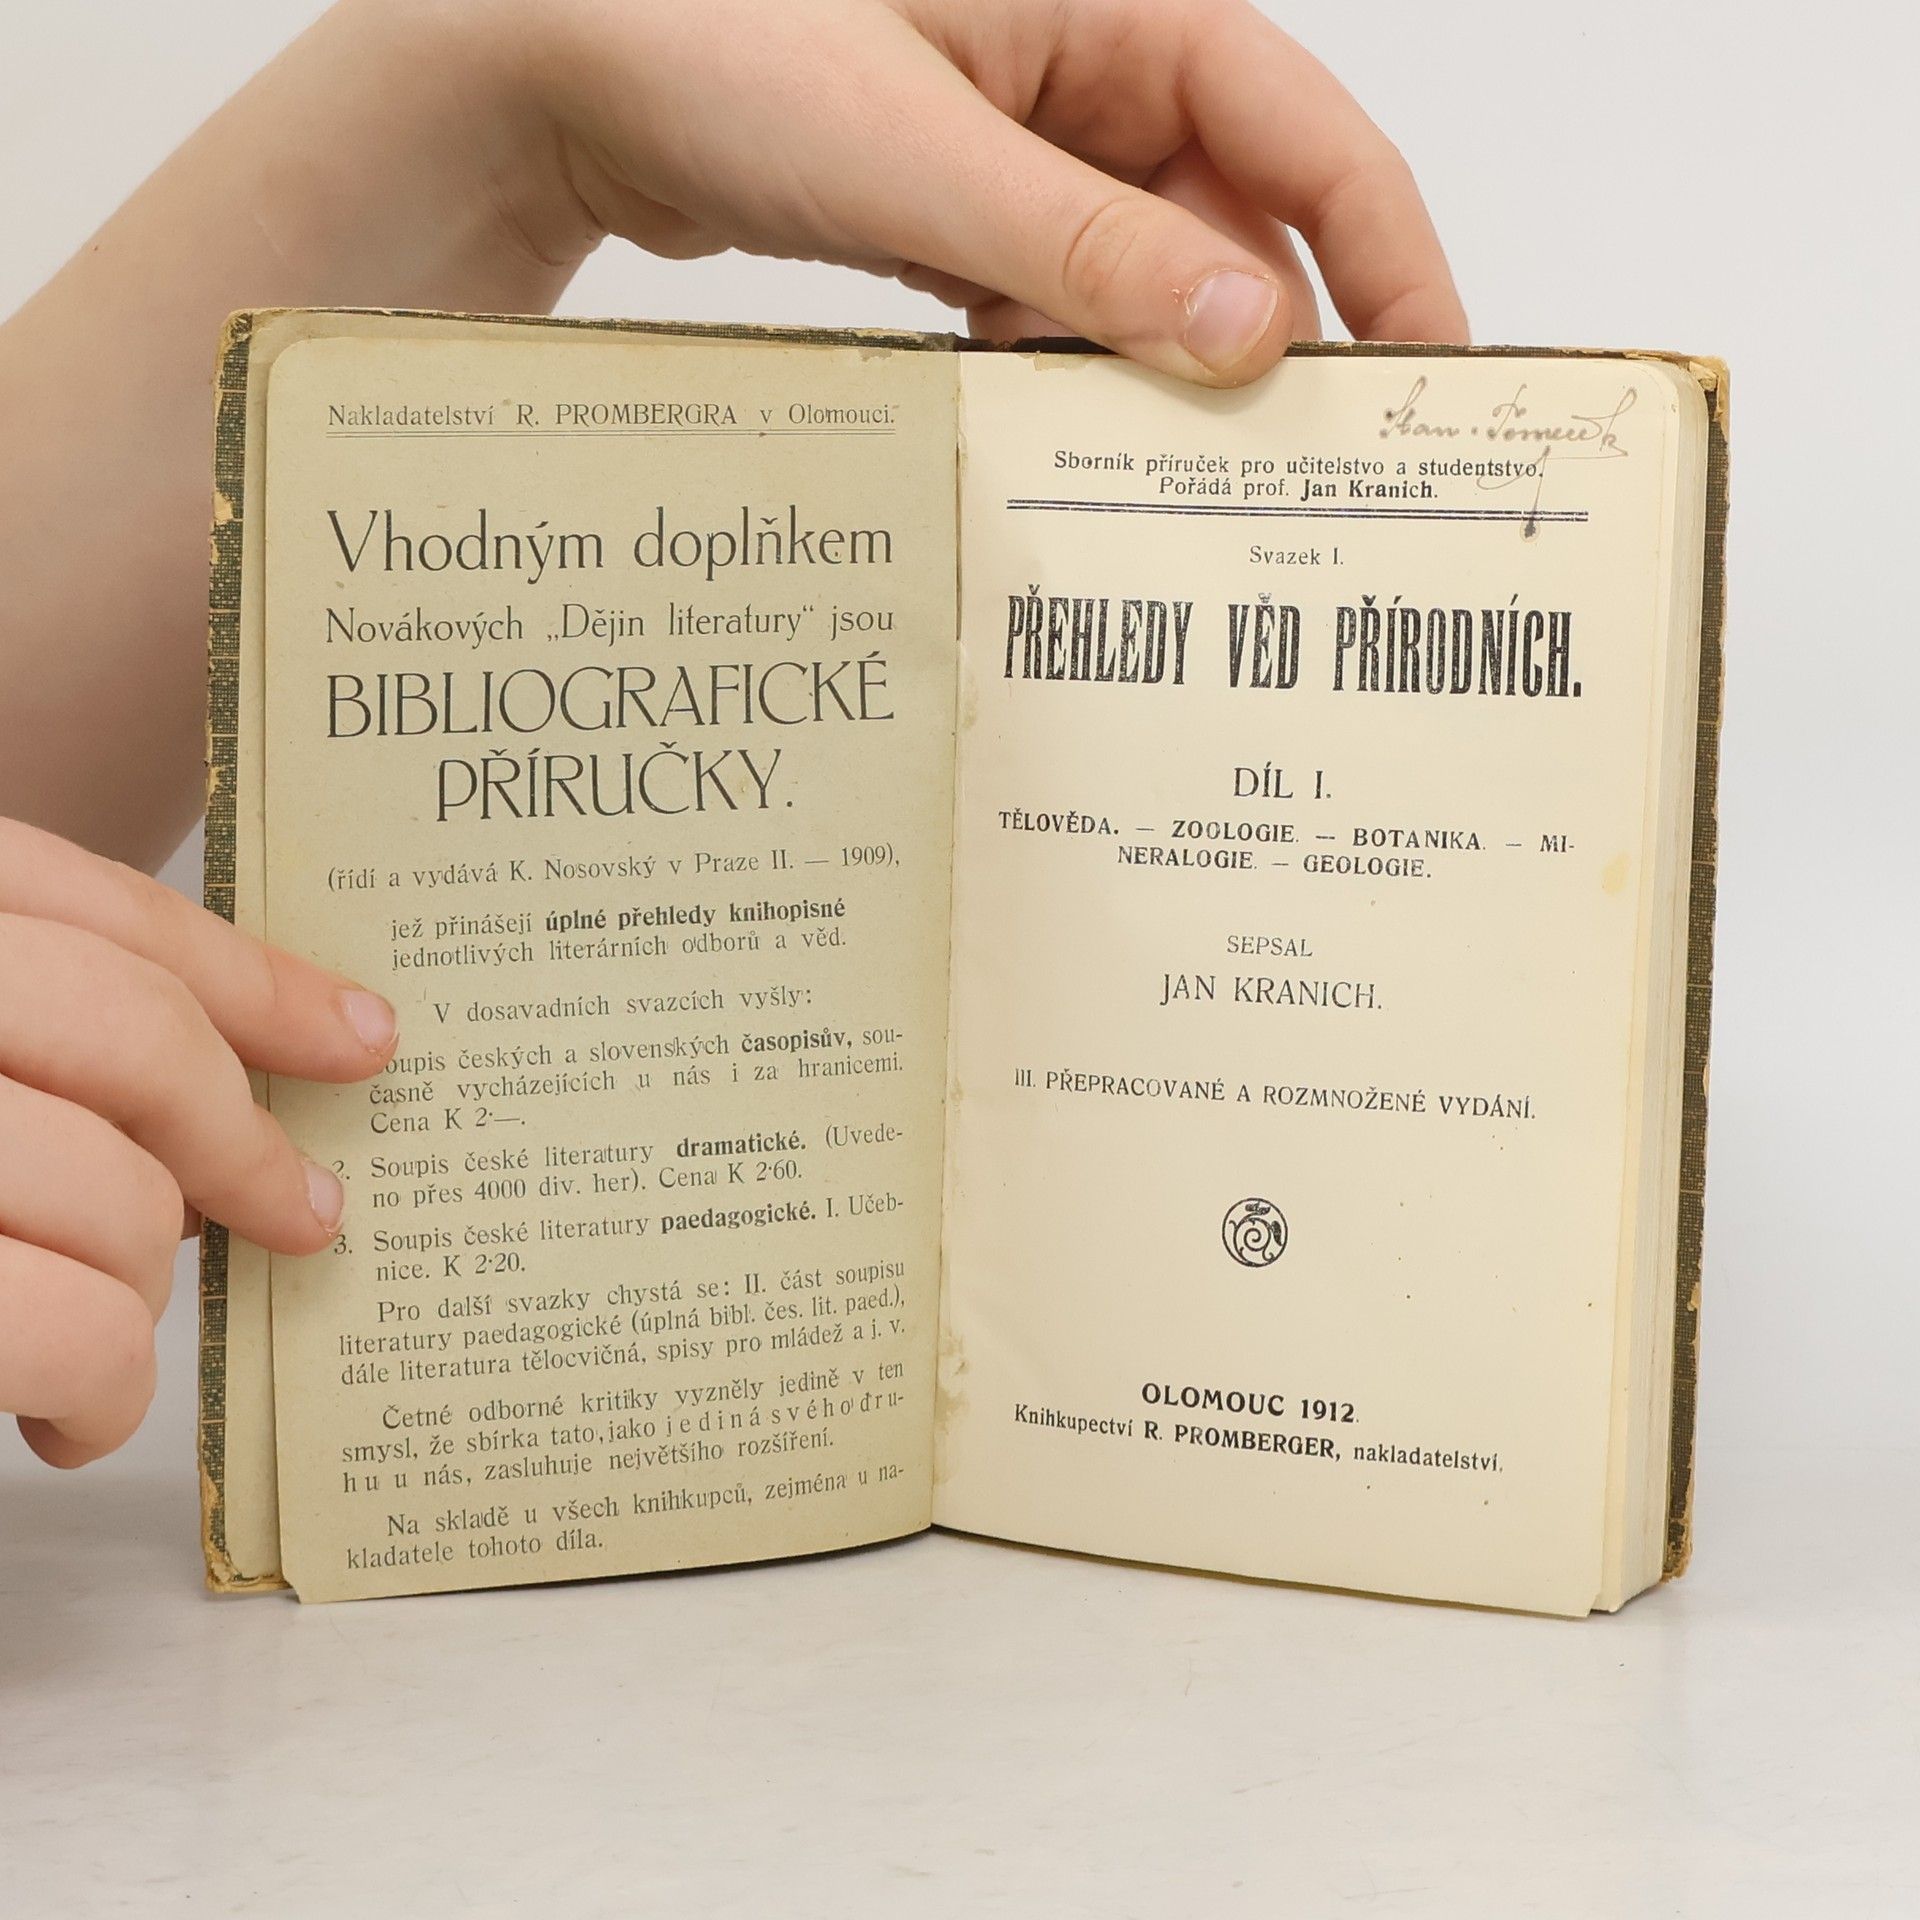 Nakladatelství R. PROMBERGRA v Olomouci.
Vhodným doplňkem
Novákových „Dějin literatury“ jsou
BIBLIOGRAFICKÉ
PŘÍRUČKY.
(řídí a vydává K. Nosovský v Praze II. — 1909),
jež přinášejí úplné přehledy knihopisné
jednotlivých literárních odborů a věd.
V dosavadních svazcích vyšly:
oupis českých a slovenských časopisův, sou-
časně vycházejících u nás i za hranicemi.
Cena K 2·—.
2. Soupis české literatury dramatické. (Uvede-
no přes 4000 div. her). Cena K 2·60.
3. Soupis české literatury paedagogické. I. Učeb-
nice. K 2·20.
Pro další svazky chystá se: II. část soupisu
literatury paedagogické (úplná bibl. čes. lit. paed.),
dále literatura tělocvičná, spisy pro mládež a j. v.
Četné odborné kritiky vyzněly jedině v ten
smysl, že sbírka tato, jako jediná svého dru-
hu u nás, zasluhuje největšího rozšíření.
Na skladě u všech knihkupců, zejména u na-
kladatele tohoto díla.
Stan.
Sborník příruček pro učitelstvo a studentstvo.
Pořádá prof. Jan Kranich.
Svazek I.
PŘEHLEDY VĚD PŘÍRODNÍCH.
DÍL I.
TĚLOVĚDA. — ZOOLOGIE. — BOTANIKA. — MI-
NERALOGIE. — GEOLOGIE.
SEPSAL
JAN KRANICH.
III. PŘEPRACOVANÉ A ROZMNOŽENÉ VYDÁNÍ.
OLOMOUC 1912.
Knihkupectví R. PROMBERGER, nakladatelství.